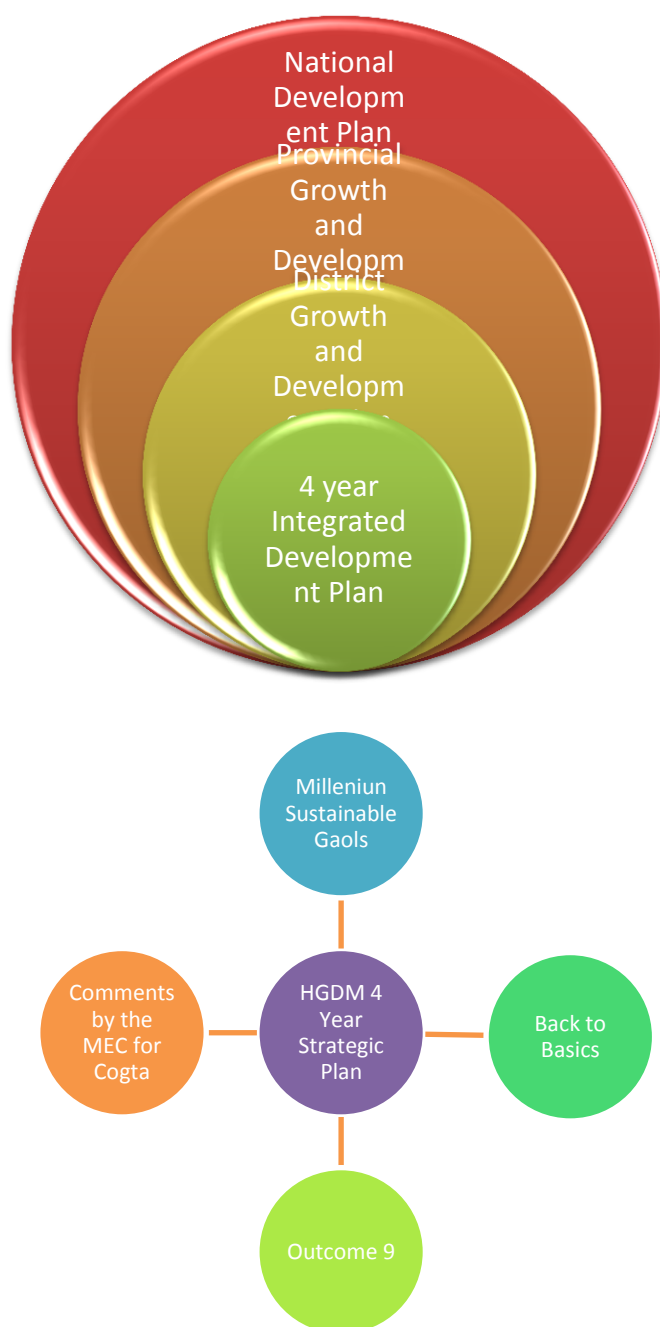 National
Developm
ent Plan
Provincial
Growth
and
Developm
District
Growth
and
Developm
4 year
Integrated
Developme
nt Plan
Milleniun
Sustainable
Gaols
Comments
by the
MEC for
Cogta
HGDM 4
Year
Strategic
Plan
Back to
Basics
Outcome 9